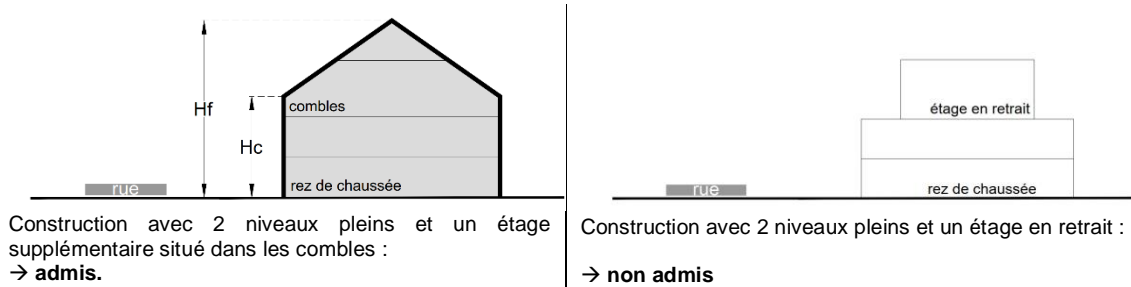 Hf
Hc
combles
rez de chaussée
rue
Construction avec 2 niveaux pleins et un étage
supplémentaire situé dans les combles :
→ admis.
étage en retrait
rez de chaussée
rue
Construction avec 2 niveaux pleins et un étage en retrait :
→ non admis